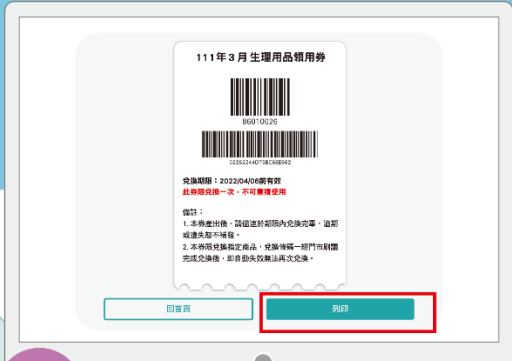 111年3月生理用品領用券
86010026
兌換期限：2022/04/06前有效
此券限兌換一次，不可重複使用
備註：
1. 本券產出後，請儘速於期限內兌換完畢，逾期
或遺失恕不補發。
2. 本券限兌換指定商品，兌換條碼一經門市刷讀
完成兌換後，即自動失效無法再次兌換。
回首頁
列印